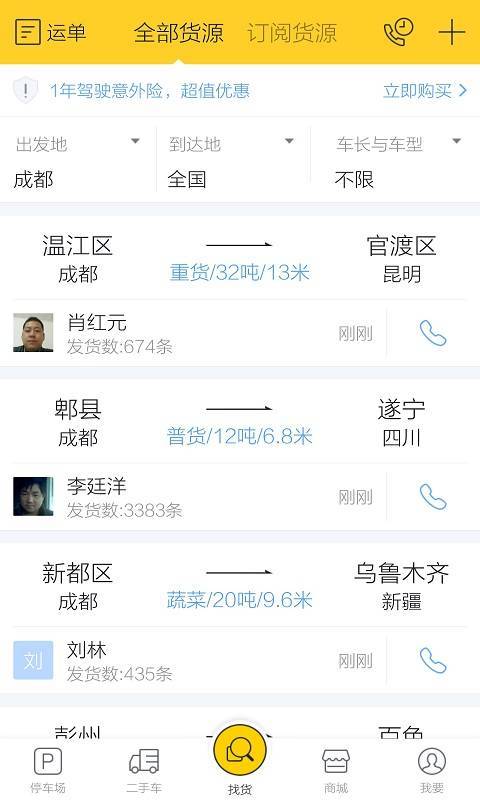 运单 全部货源 订阅货源
1年驾驶意外险，超值优惠 立即购买
出发地 到达地 车长与车型
成都 全国 不限
温江区 官渡区
成都 重货/32吨/13米 昆明
肖红元 刚刚
发货数:674条
郫县 遂宁
成都 普货/12吨/6.8米 四川
李廷洋 刚刚
发货数:3383条
新都区 乌鲁木齐
成都 蔬菜/20吨/9.6米 新疆
刘 刘林 刚刚
发货数:435条
彭州 百色
P
停车场 二手车 找货 商城 我要